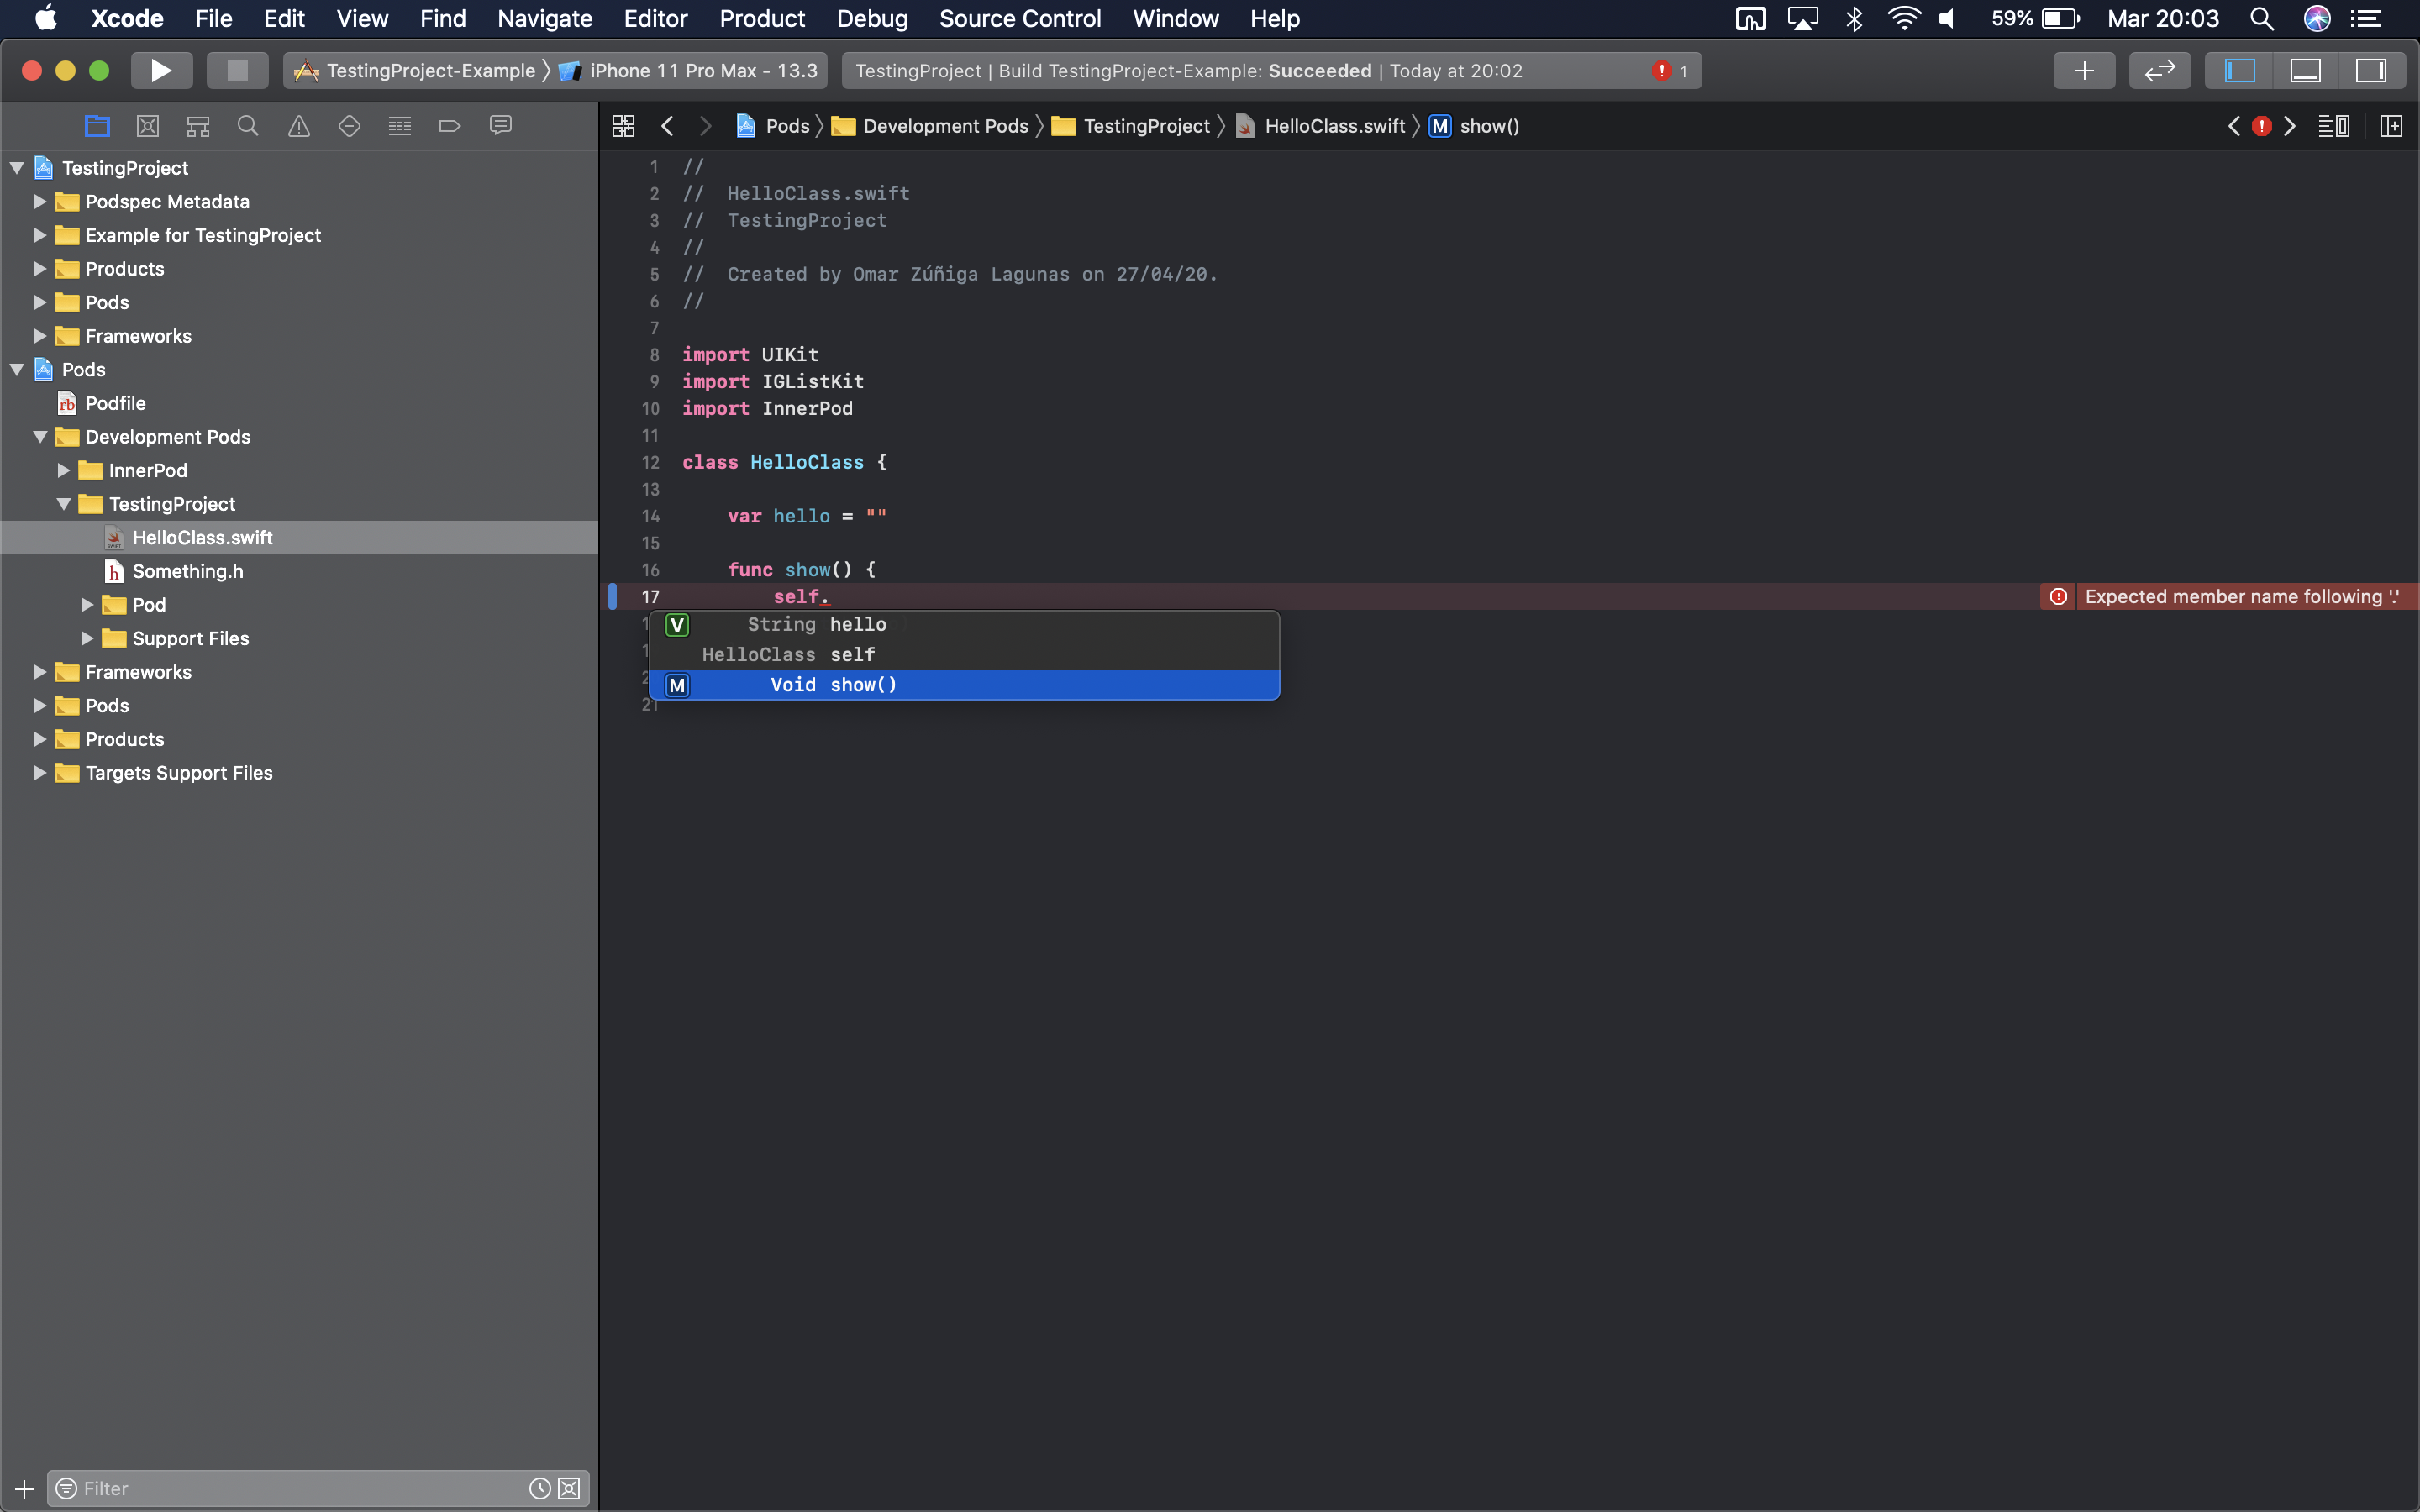 Xcode File Edit View Find Navigate Editor Product Debug Source Control Window Help 59% Mar 20:03
TestingProject-Example iPhone 11 Pro Max - 13.3 TestingProject | Build TestingProject-Example: Succeeded | Today at 20:02 1
Pods Development Pods TestingProject HelloClass.swift M show()
TestingProject
Podspec Metadata
Example for TestingProject
Products
Pods
Frameworks
Pods
rb Podfile
Development Pods
InnerPod
TestingProject
HelloClass.swift
h Something.h
Pod
Support Files
Frameworks
Pods
Products
Targets Support Files
Filter
1 //
2 // HelloClass.swift
3 // TestingProject
4 //
5 // Created by Omar Zúñiga Lagunas on 27/04/20.
6 //
7
8 import UIKit
9 import IGListKit
10 import InnerPod
11
12 class HelloClass {
13
14 var hello = ""
15
16 func show() {
17 self. Expected member name following '.'
V String hello
HelloClass self
M Void show()
21